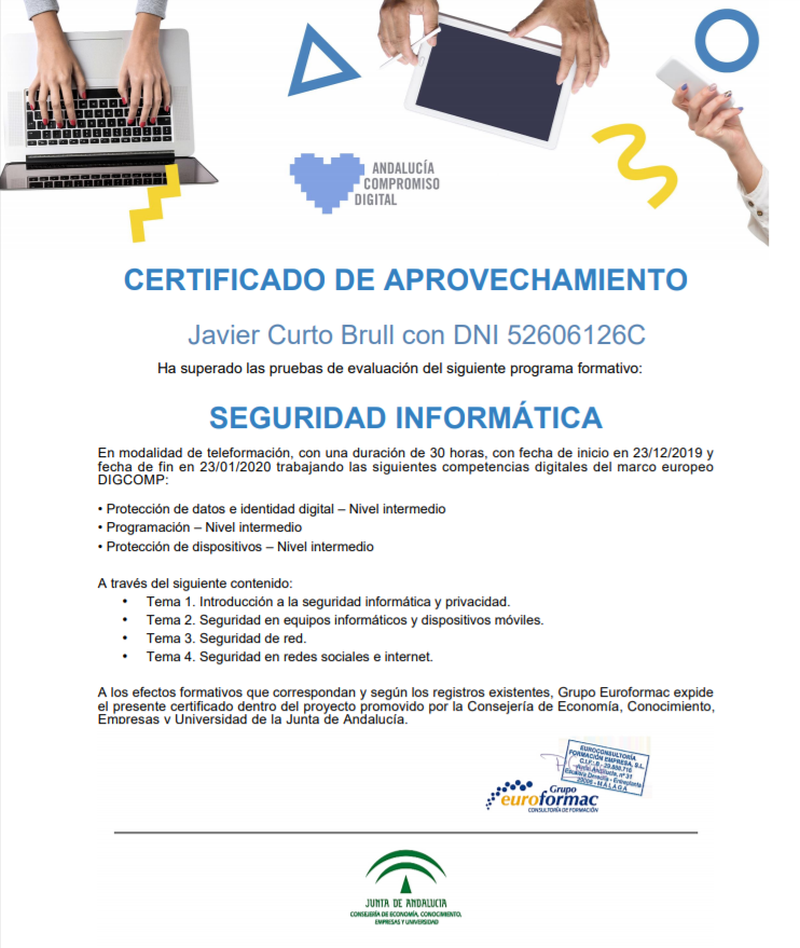 ANDALUCÍA
COMPROMISO
DIGITAL
CERTIFICADO DE APROVECHAMIENTO
Javier Curto Brull con DNI 52606126C
Ha superado las pruebas de evaluación del siguiente programa formativo:
SEGURIDAD INFORMÁTICA
En modalidad de teleformación, con una duración de 30 horas, con fecha de inicio en 23/12/2019 y
fecha de fin en 23/01/2020 trabajando las siguientes competencias digitales del marco europeo
DIGCOMP:
• Protección de datos e identidad digital – Nivel intermedio
• Programación – Nivel intermedio
• Protección de dispositivos – Nivel intermedio
A través del siguiente contenido:
• Tema 1. Introducción a la seguridad informática y privacidad.
• Tema 2. Seguridad en equipos informáticos y dispositivos móviles.
• Tema 3. Seguridad de red.
• Tema 4. Seguridad en redes sociales e internet.
A los efectos formativos que correspondan y según los registros existentes, Grupo Euroformac expide
el presente certificado dentro del proyecto promovido por la Consejería de Economía, Conocimiento,
Empresas y Universidad de la Junta de Andalucía.
EUROCONSULTORÍA
FORMACIÓN EMPRESA, S.L.
MÁLAGA
Grupo
euroformac
CONSULTORÍA DE FORMACIÓN
JUNTA DE ANDALUCIA
CONSEJERÍA DE ECONOMÍA, CONOCIMIENTO,
EMPRESAS Y UNIVERSIDAD